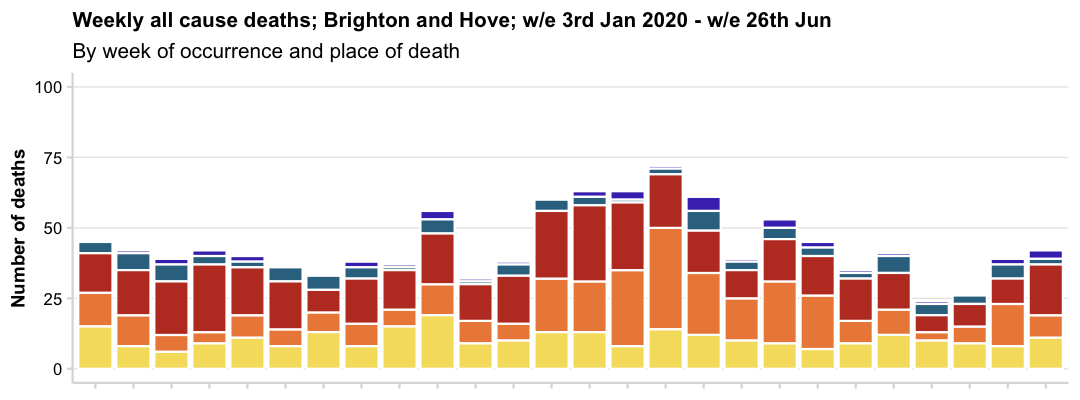 Weekly all cause deaths; Brighton and Hove; w/e 3rd Jan 2020 - w/e 26th Jun
By week of occurrence and place of death
Number of deaths
100
75
50
25
0